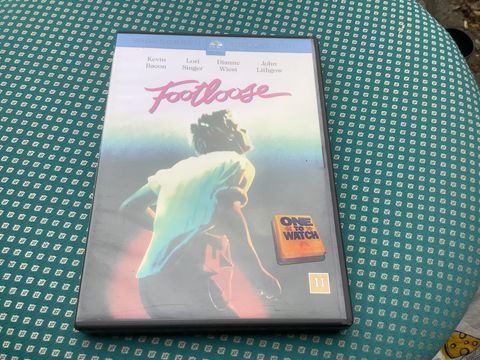 Kevin Lori Dianne John
Bacon Singer Wiest Lithgow
Footloose
ONE
TO
WATCH
11